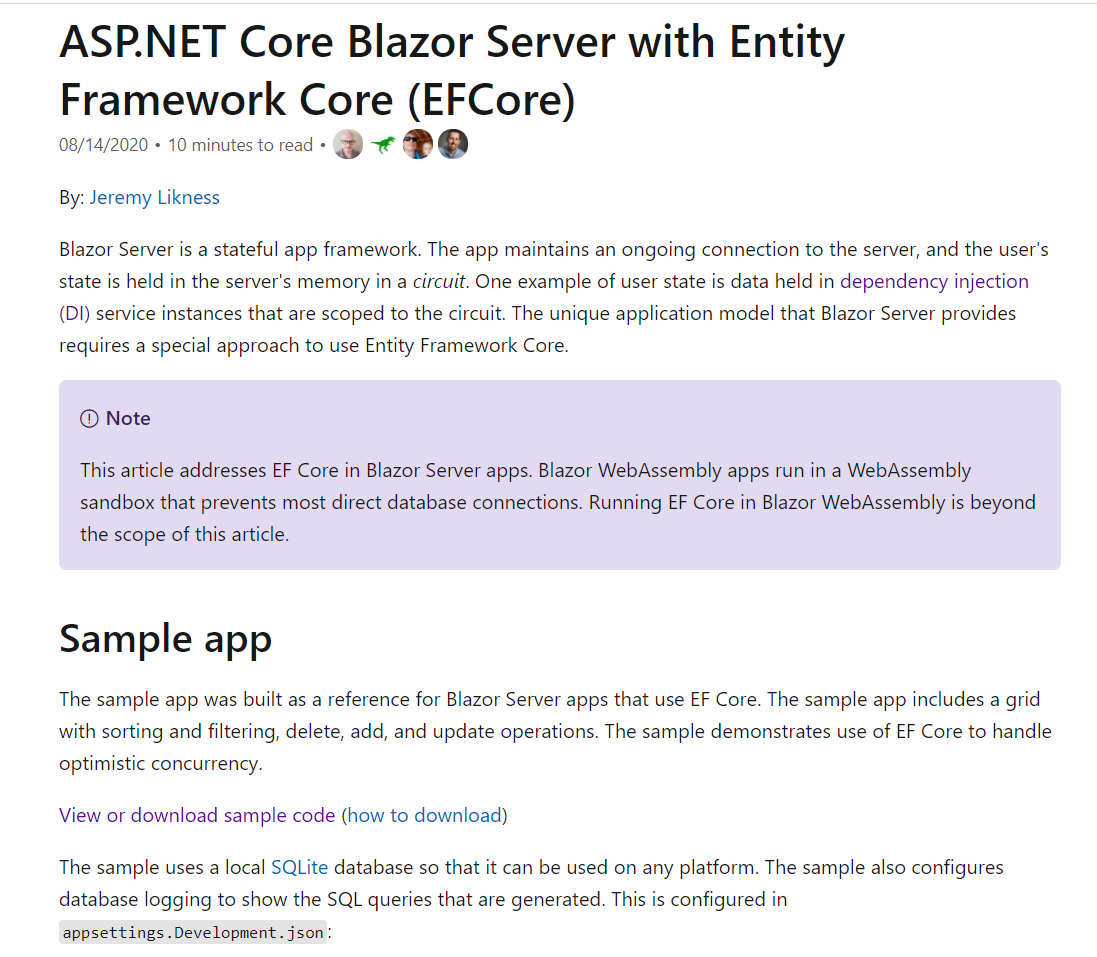 ASP.NET Core Blazor Server with Entity
Framework Core (EFCore)
08/14/2020 • 10 minutes to read •
By: Jeremy Likness
Blazor Server is a stateful app framework. The app maintains an ongoing connection to the server, and the user's
state is held in the server's memory in a circuit. One example of user state is data held in dependency injection
(DI) service instances that are scoped to the circuit. The unique application model that Blazor Server provides
requires a special approach to use Entity Framework Core.
Note
This article addresses EF Core in Blazor Server apps. Blazor WebAssembly apps run in a WebAssembly
sandbox that prevents most direct database connections. Running EF Core in Blazor WebAssembly is beyond
the scope of this article.
Sample app
The sample app was built as a reference for Blazor Server apps that use EF Core. The sample app includes a grid
with sorting and filtering, delete, add, and update operations. The sample demonstrates use of EF Core to handle
optimistic concurrency.
View or download sample code (how to download)
The sample uses a local SQLite database so that it can be used on any platform. The sample also configures
database logging to show the SQL queries that are generated. This is configured in
appsettings.Development.json: